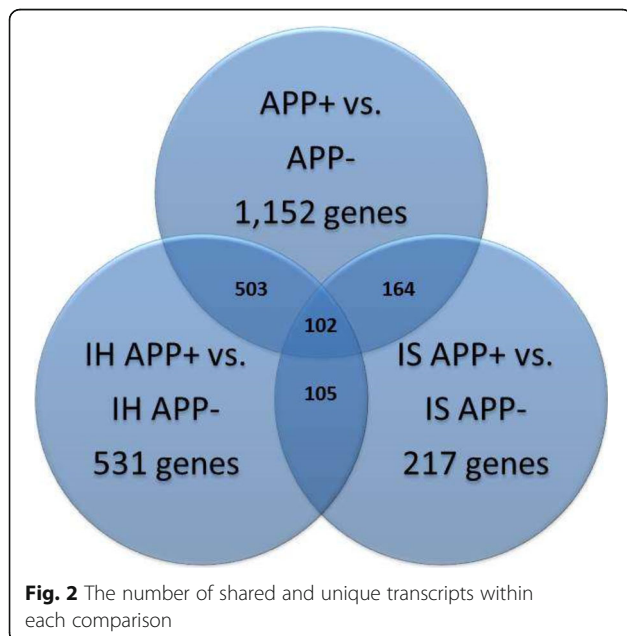 APP+ vs.
APP-
1,152 genes
503
164
102
IH APP+ vs.
IH APP-
531 genes
105
IS APP+ vs.
IS APP-
217 genes
Fig. 2 The number of shared and unique transcripts within
each comparison